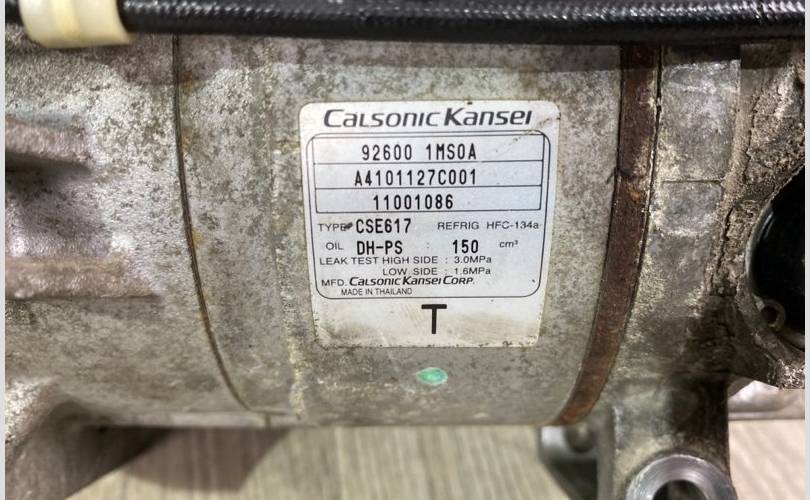 Calsonic Kansei
92600 1MS0A
A4101127C001
11001086
TYPE CSE617 REFRIG HFC-134a
OIL DH-PS : 150 cm³
LEAK TEST HIGH SIDE : 3.0MPa
LOW SIDE : 1.6MPa
MFD. Calsonic Kansei Corp.
MADE IN THAILAND
T